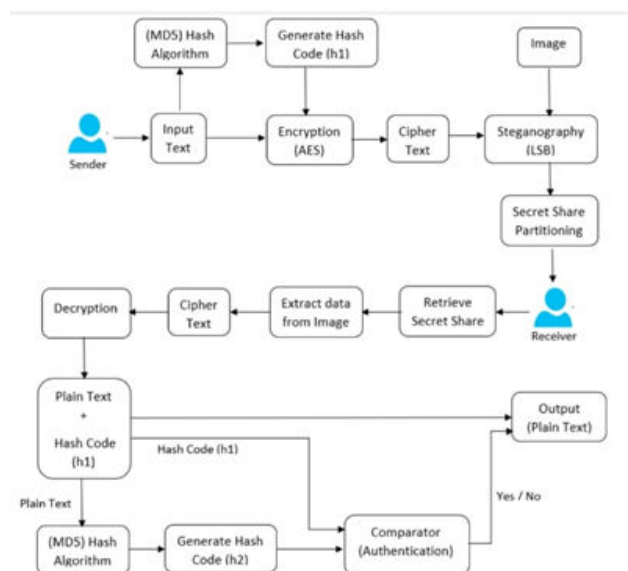 (MD5) Hash
Algorithm
Generate Hash
Code (h1)
Image
Sender
Input
Text
Encryption
(AES)
Cipher
Text
Steganography
(LSB)
Secret Share
Partitioning
Decryption
Cipher
Text
Extract data
from Image
Retrieve
Secret Share
Receiver
Plain Text
+
Hash Code
(h1)
Hash Code (h1)
Output
(Plain Text)
Plain Text
Yes / No
(MD5) Hash
Algorithm
Generate Hash
Code (h2)
Comparator
(Authentication)